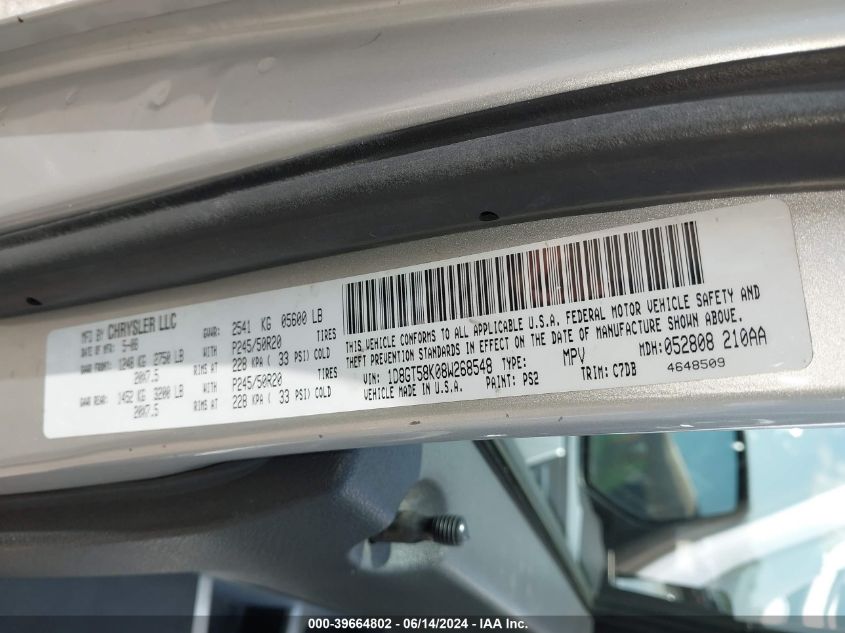 MFD BY CHRYSLER LLC
DATE OF MFR: 5-08
GVWR: 2541 KG 05600 LB
GAWR FRONT: 1248 KG 2750 LB
WITH
P245/50R20
TIRES
20X7.5
RIMS AT
228 KPA ( 33 PSI) COLD
GAWR REAR: 1452 KG 3200 LB
WITH
P245/50R20
TIRES
20X7.5
RIMS AT
228 KPA ( 33 PSI) COLD
THIS VEHICLE CONFORMS TO ALL APPLICABLE U.S.A. FEDERAL MOTOR VEHICLE SAFETY AND
THEFT PREVENTION STANDARDS IN EFFECT ON THE DATE OF MANUFACTURE SHOWN ABOVE.
VIN: 1D8GT58K08W268548 TYPE: MPV MDH: 052808 210AA
VEHICLE MADE IN U.S.A. PAINT: PS2 TRIM: C7DB 4648509
000-39664802 - 06/14/2024 - IAA Inc.